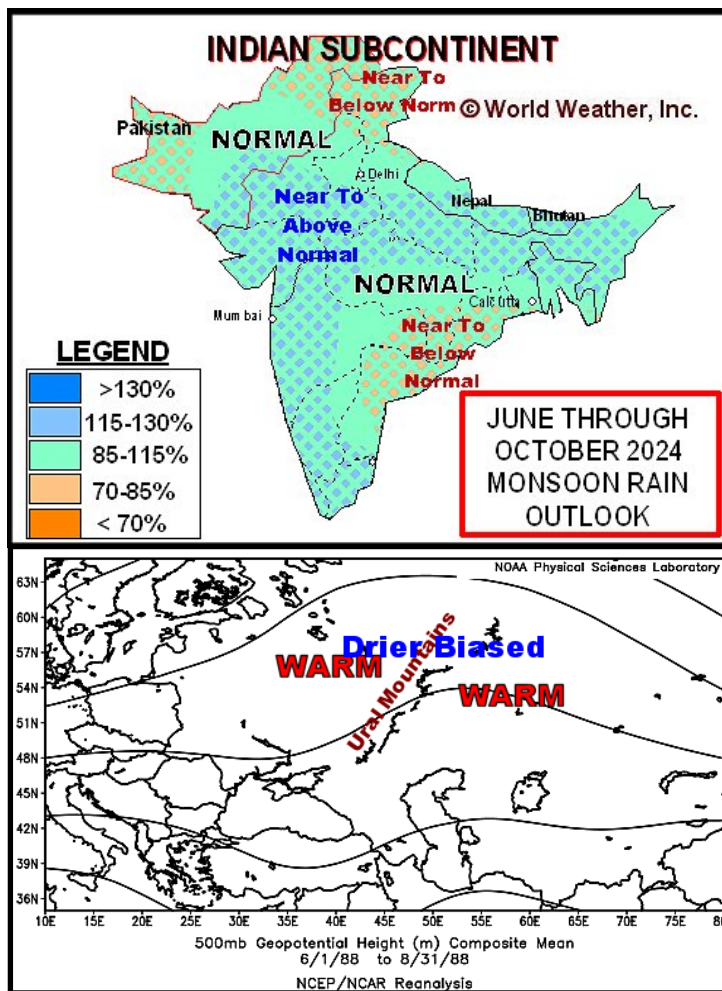 INDIAN SUBCONTINENT
Near To
Below Norm
© World Weather, Inc.
Pakistan
NORMAL
Delhi
Near To
Above
Normal
Nepal
Bhutan
NORMAL
Calcutta
Mumbai
Near To
Below
Normal
LEGEND
>130%
115-130%
85-115%
70-85%
< 70%
JUNE THROUGH
OCTOBER 2024
MONSOON RAIN
OUTLOOK
NOAA Physical Sciences Laboratory
63N
60N
57N
54N
51N
48N
45N
42N
39N
36N
Drier Biased
WARM
WARM
Ural Mountains
10E 15E 20E 25E 30E 35E 40E 45E 50E 55E 60E 65E 70E 75E
500mb Geopotential Height (m) Composite Mean
6/1/88 to 8/31/88
NCEP/NCAR Reanalysis